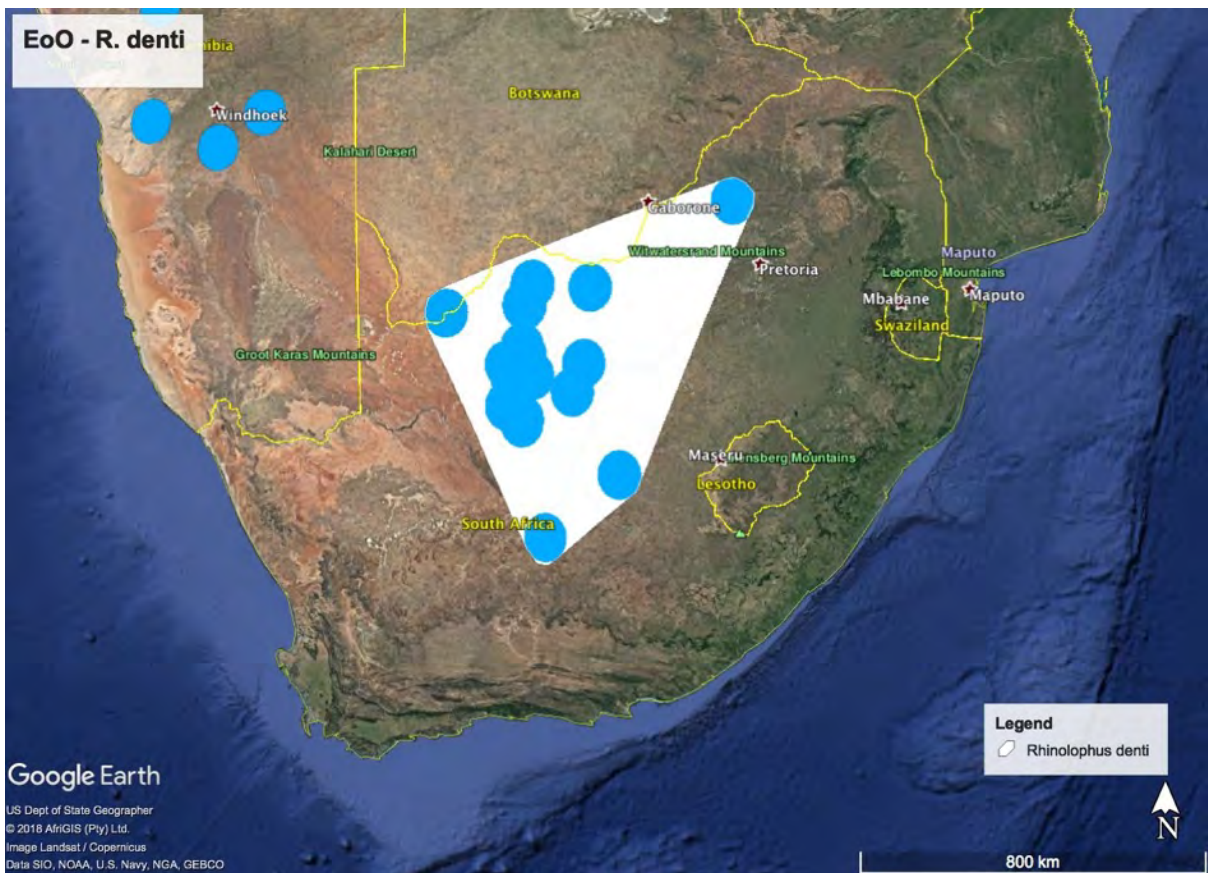 EoO - R. denti
Botswana
Windhoek
Kalahari Desert
Gaborone
Witwatersrand Mountains
Pretoria
Maputo
Lebombo Mountains
Mbabane
Maputo
Swaziland
Groot Karas Mountains
Maseru
Lesotho
South Africa
Legend
Rhinolophus denti
N
Google Earth
US Dept of State Geographer
© 2018 AfriGIS (Pty) Ltd.
Image Landsat / Copernicus
Data SIO, NOAA, U.S. Navy, NGA, GEBCO
800 km